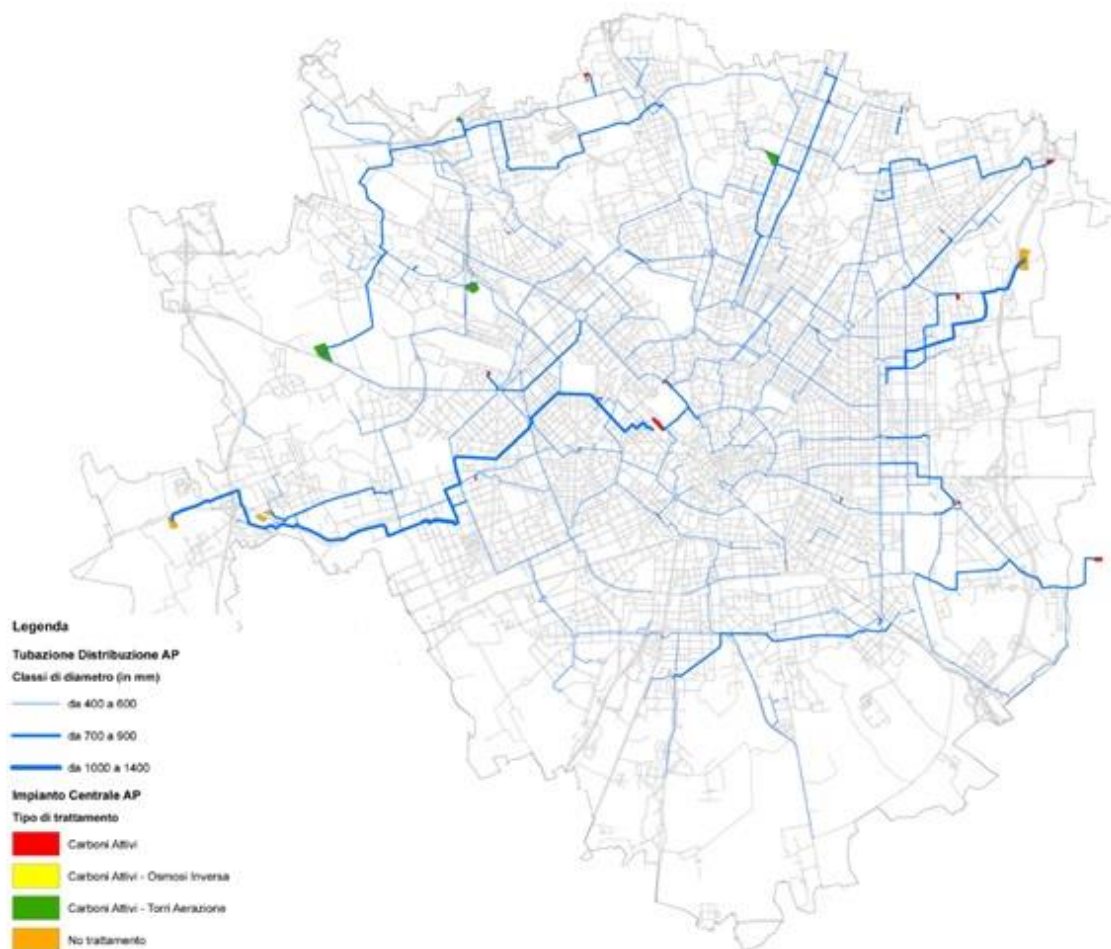 Legenda
Tubazione Distribuzione AP
Classi di diametro (in mm)
da 400 a 600
da 700 a 900
da 1000 a 1400
Impianto Centrale AP
Tipo di trattamento
Carboni Attivi
Carboni Attivi - Osmosi Inversa
Carboni Attivi - Torri Aerazione
No trattamento